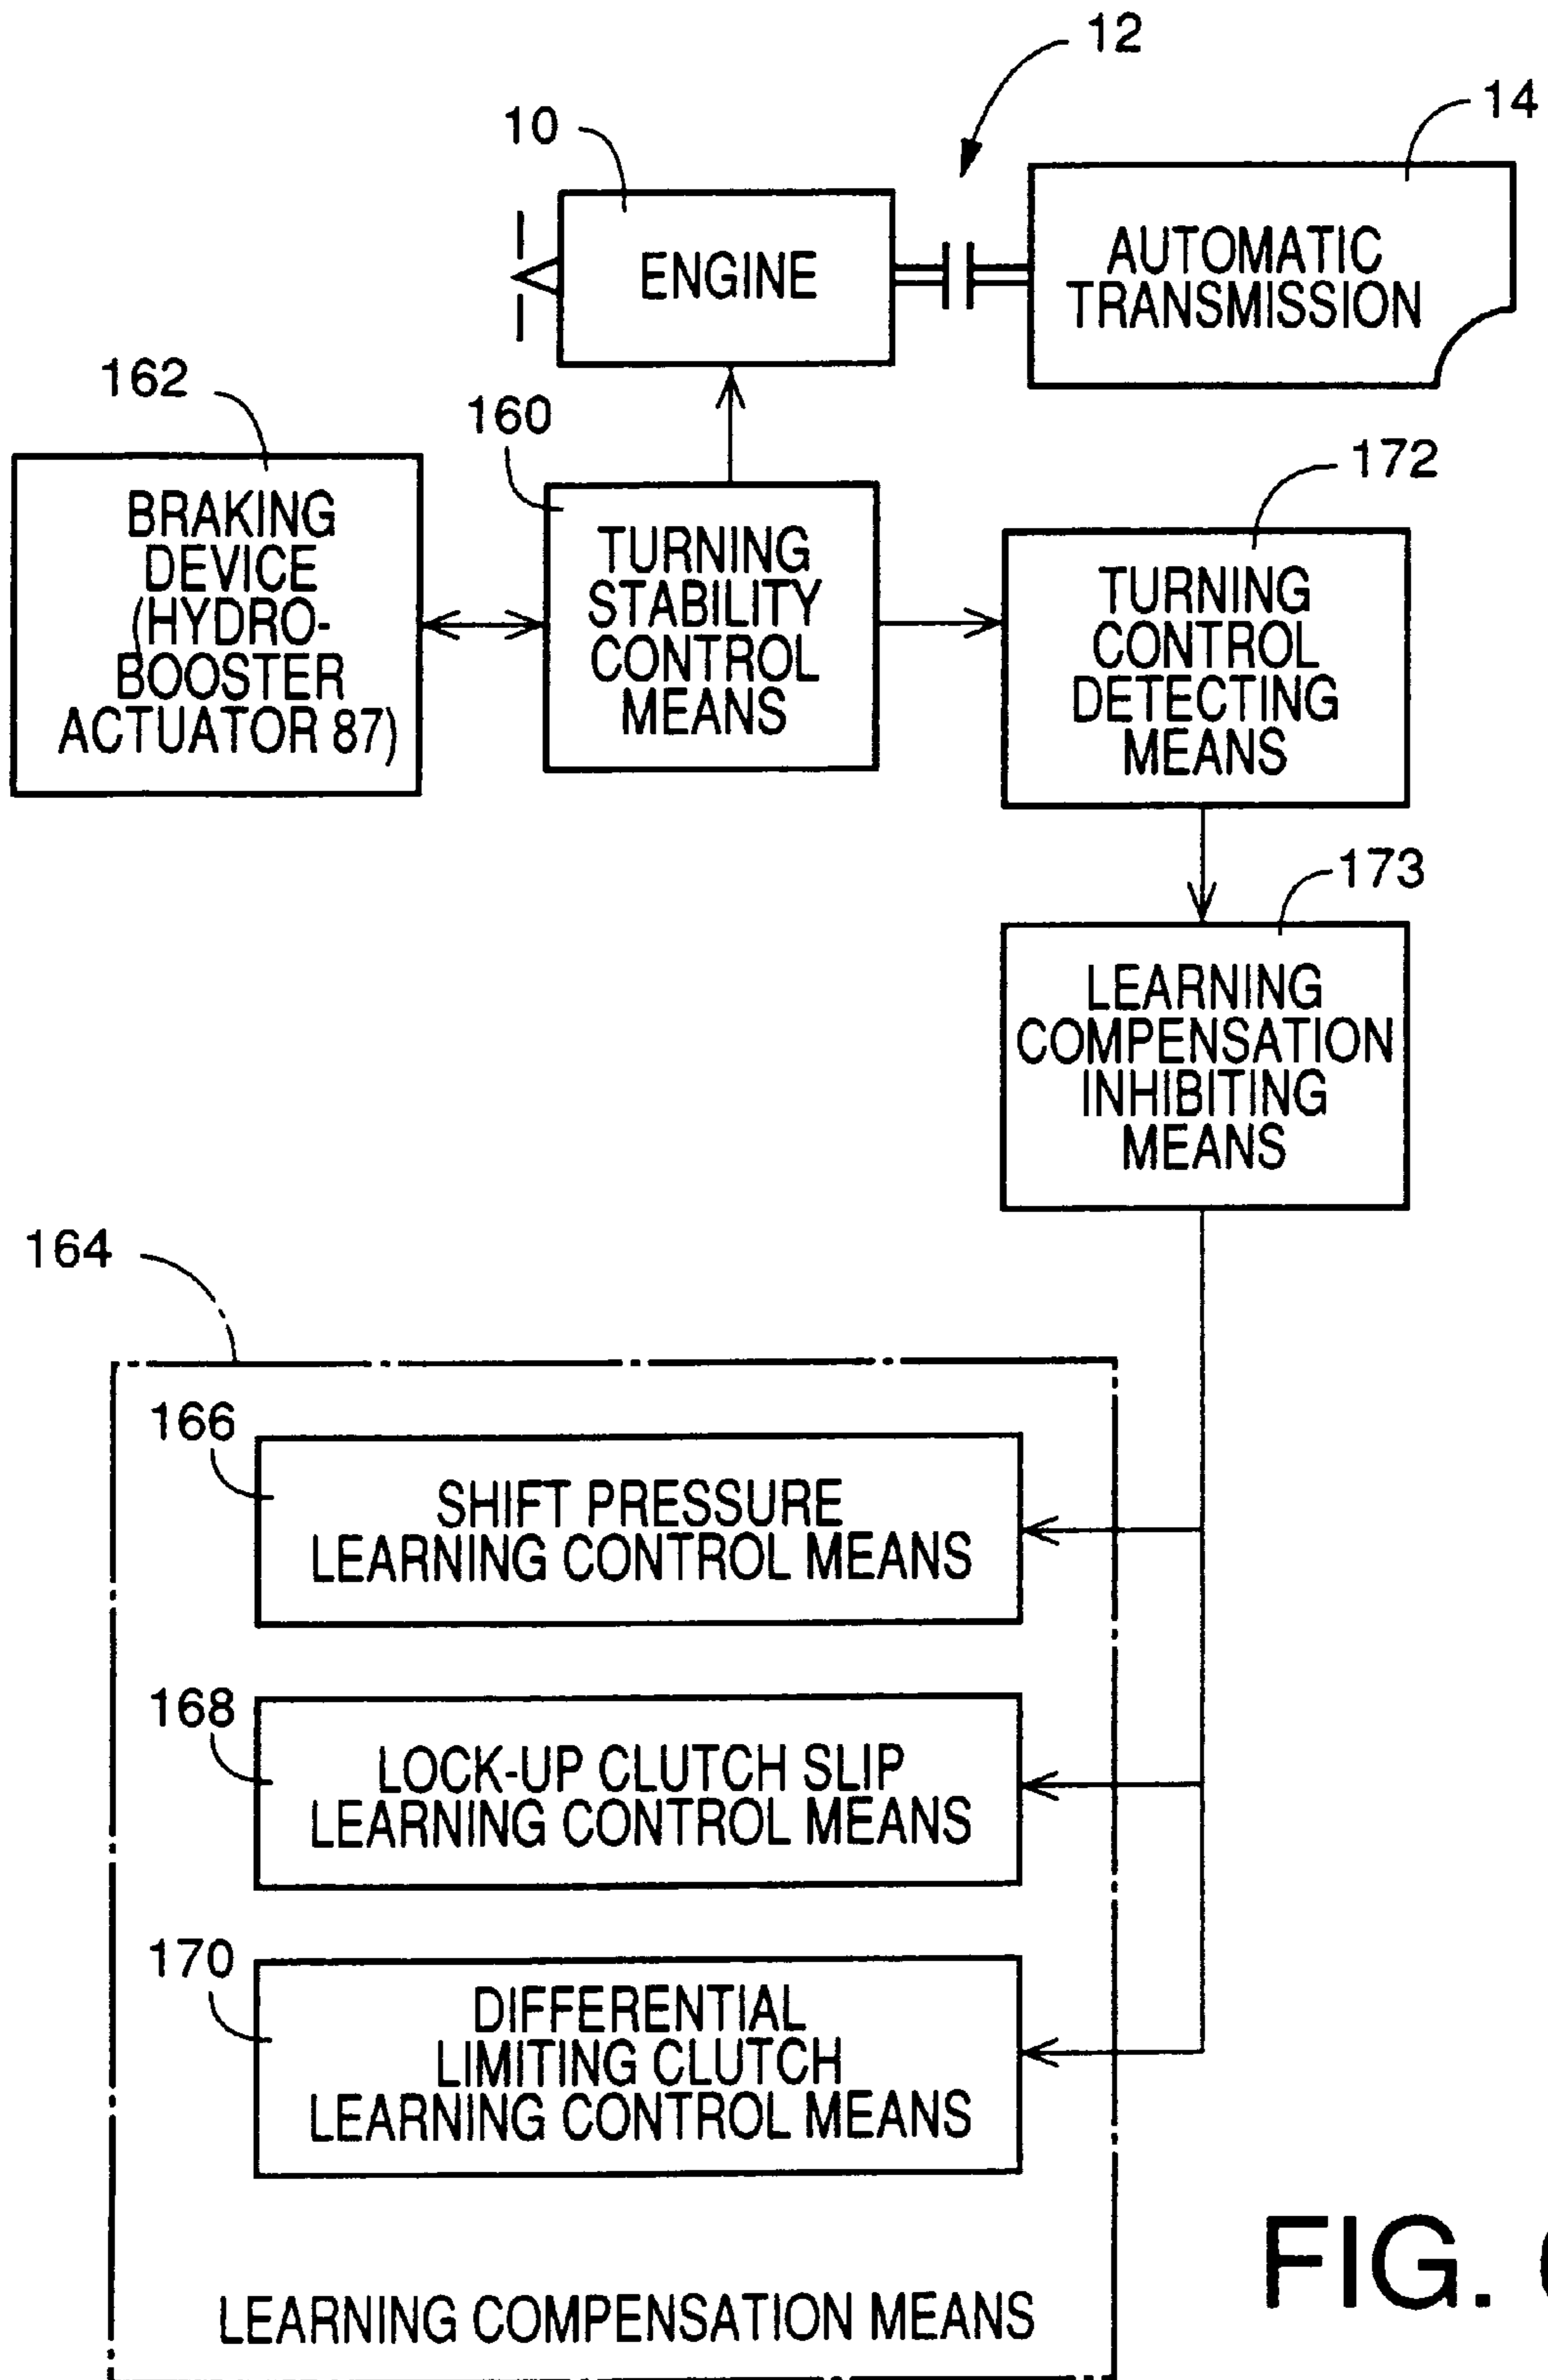 12
14
10
ENGINE
AUTOMATIC
TRANSMISSION
162
160
172
BRAKING
DEVICE
(HYDRO-
BOOSTER
ACTUATOR 87)
TURNING
STABILITY
CONTROL
MEANS
TURNING
CONTROL
DETECTING
MEANS
173
LEARNING
COMPENSATION
INHIBITING
MEANS
164
166
SHIFT PRESSURE
LEARNING CONTROL MEANS
168
LOCK-UP CLUTCH SLIP
LEARNING CONTROL MEANS
170
DIFFERENTIAL
LIMITING CLUTCH
LEARNING CONTROL MEANS
LEARNING COMPENSATION MEANS
FIG.